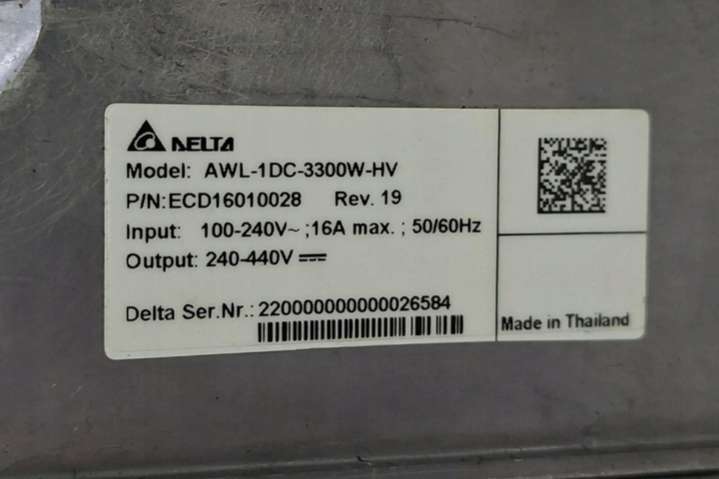 DELTA
Model: AWL-1DC-3300W-HV
P/N:ECD16010028 Rev. 19
Input: 100-240V~ ;16A max. ; 50/60Hz
Output: 240-440V ⎓
Delta Ser.Nr.: 220000000000026584
Made in Thailand